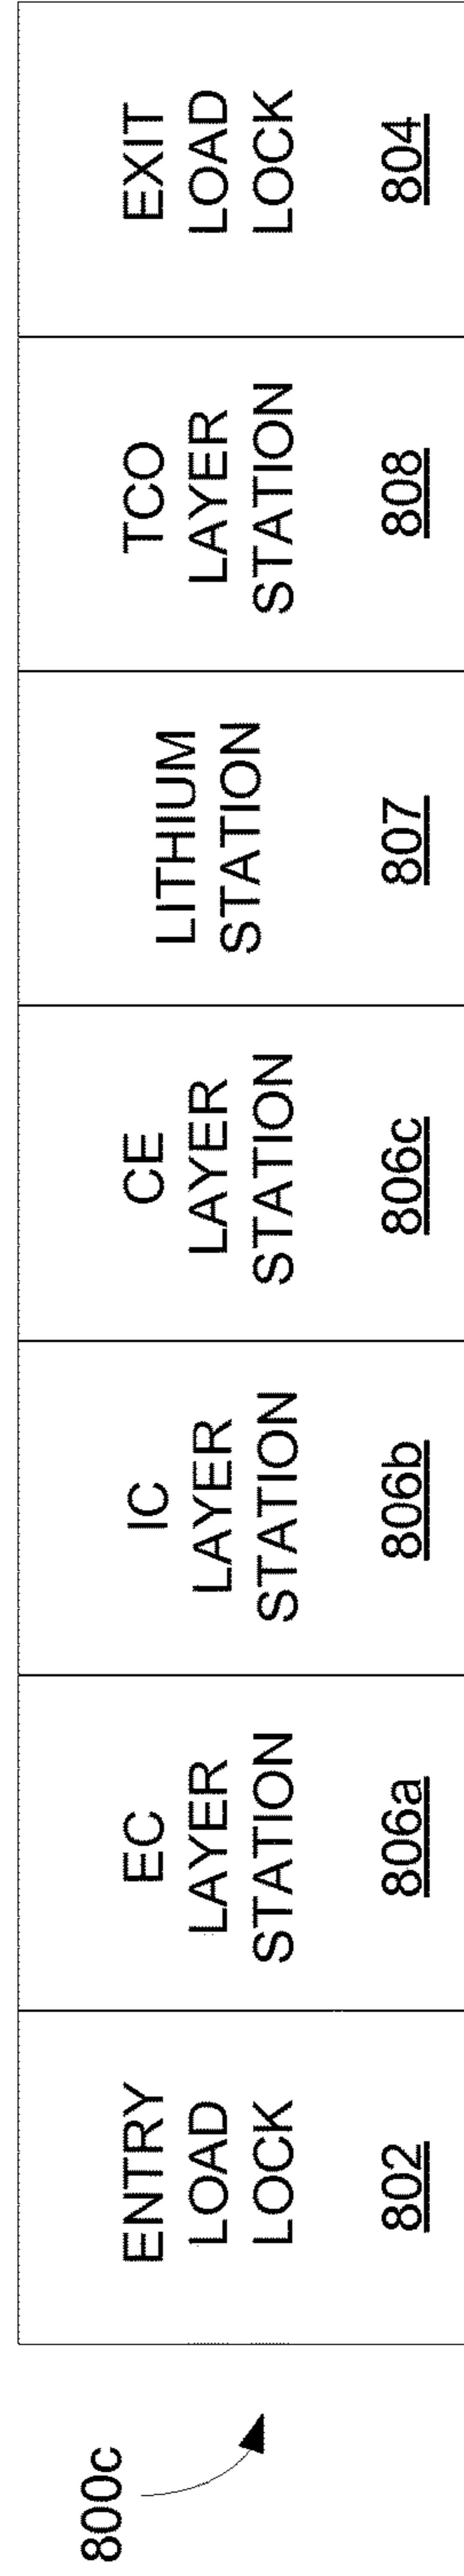 800c
ENTRY
LOAD
LOCK
802
EC
LAYER
STATION
806a
IC
LAYER
STATION
806b
CE
LAYER
STATION
806c
LITHIUM
STATION
807
TCO
LAYER
STATION
808
EXIT
LOAD
LOCK
804